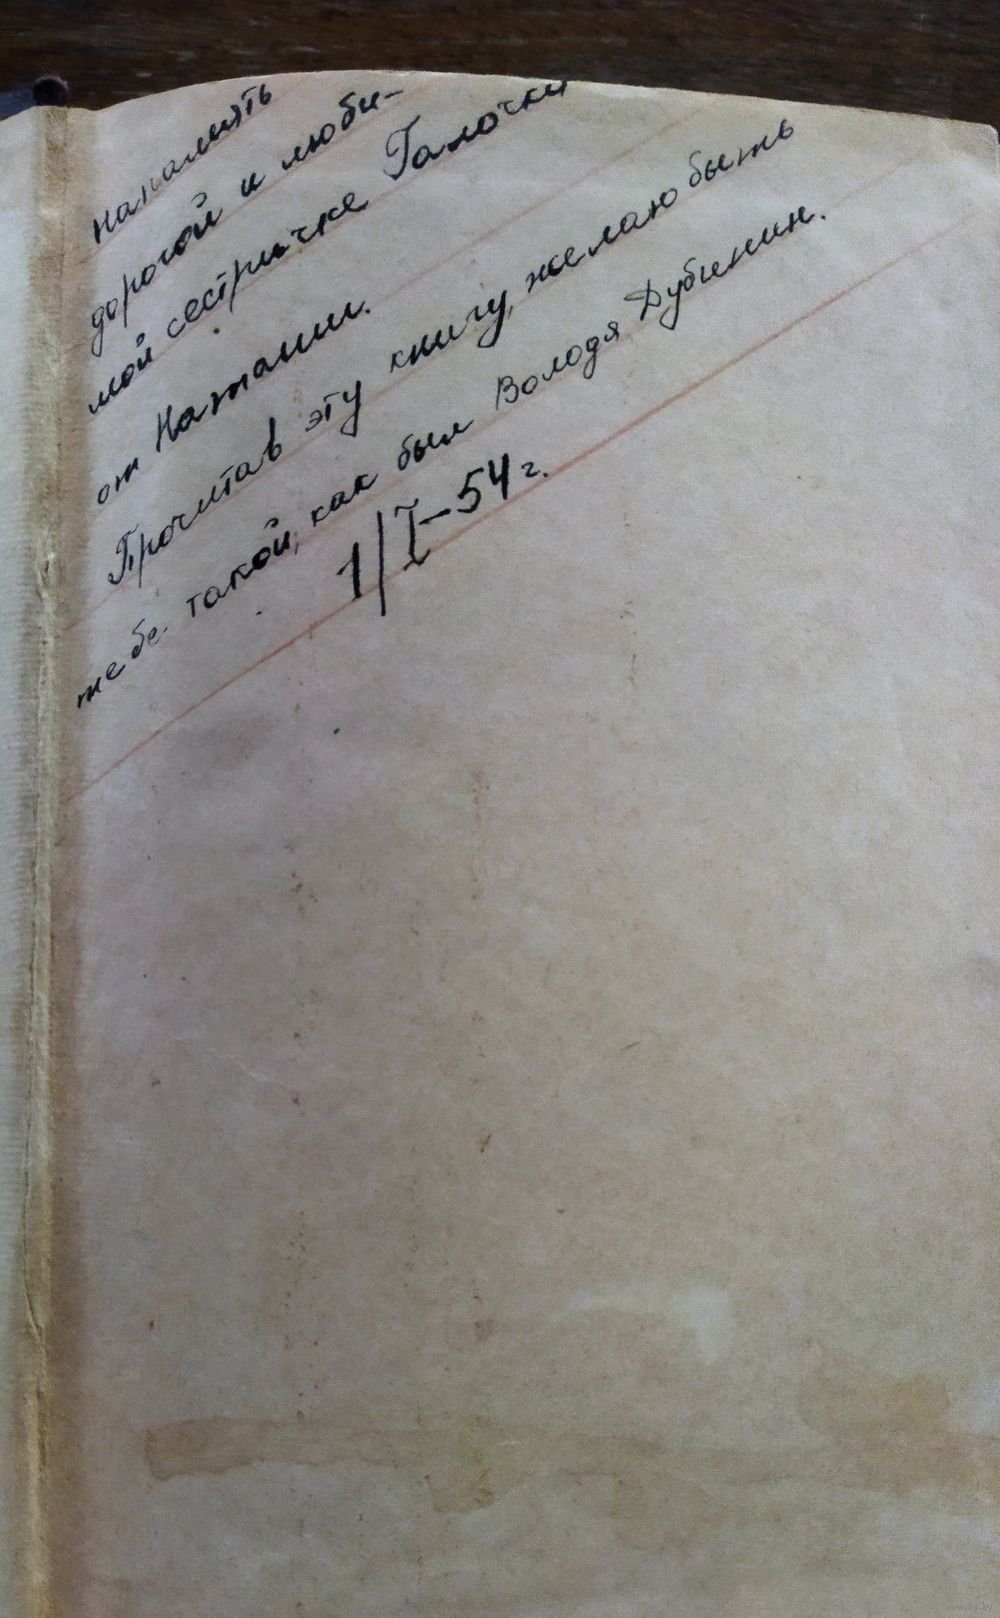 на память
дорогой и люби-
мой сестричке Галочки
от Наташи.
Прочитав эту книгу, желаю быть
тебе такой, как был Володя Дубинин.
1/I-54 г.